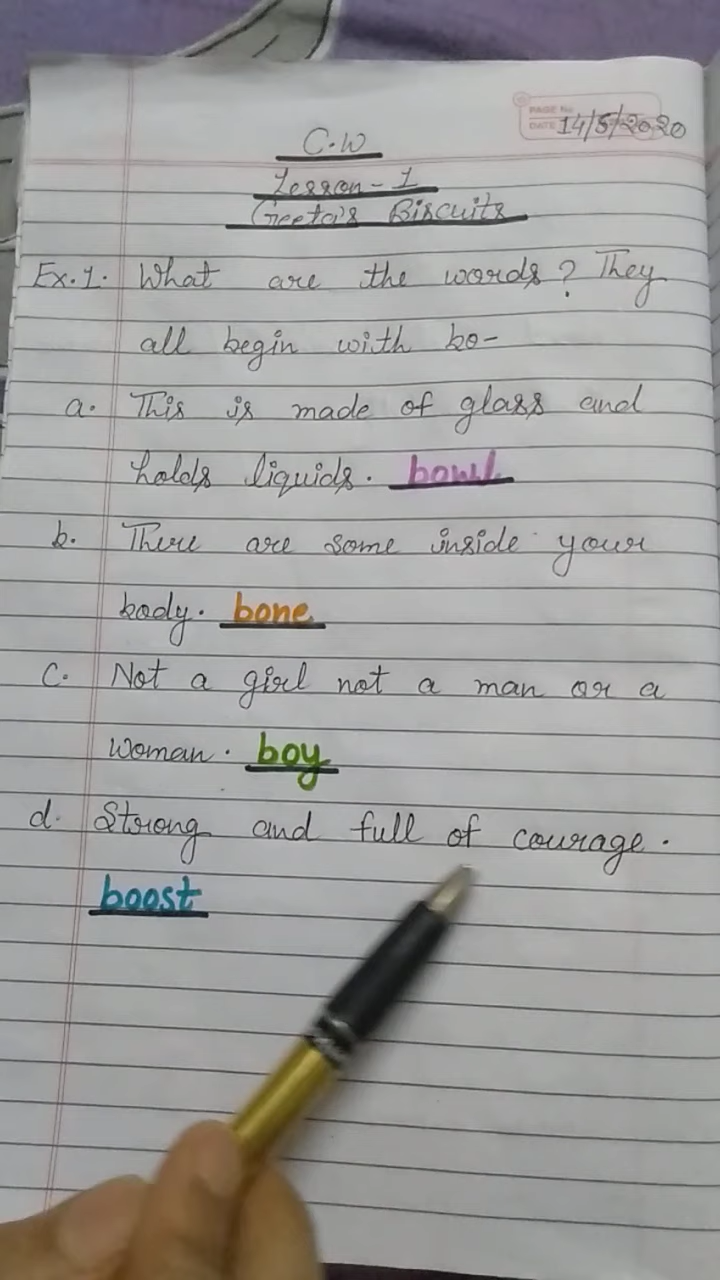 PAGE No
DATE 14/5/2020
C.W
Lesson-1
Geeta's Biscuits
Ex.1. What are the words? They
all begin with bo-
a. This is made of glass and
holds liquids. bowl
b. There are some inside your
body. bone
c. Not a girl not a man or a
woman. boy
d. Strong and full of courage.
boost